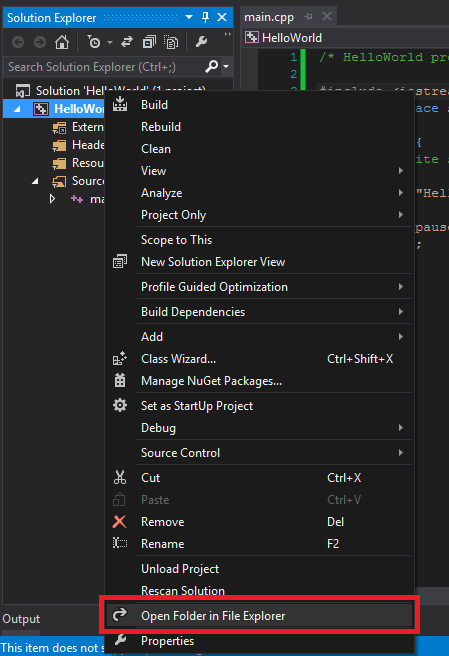 Solution Explorer
main.cpp
HelloWorld
Search Solution Explorer (Ctrl+;)
1 /* HelloWorld pro
2
Solution 'HelloWorld' (1 project)
#include <iostrea
HelloWor
ace
Extern
Heade
{
Resou
ite
Source
ma
"Hell
pause
;
Build
Rebuild
Clean
View
Analyze
Project Only
Scope to This
New Solution Explorer View
Profile Guided Optimization
Build Dependencies
Add
Class Wizard... Ctrl+Shift+X
Manage NuGet Packages...
Set as StartUp Project
Debug
Source Control
Cut Ctrl+X
Paste Ctrl+V
Remove Del
Rename F2
Unload Project
Rescan Solution
Open Folder in File Explorer
Properties
Output
This item does not